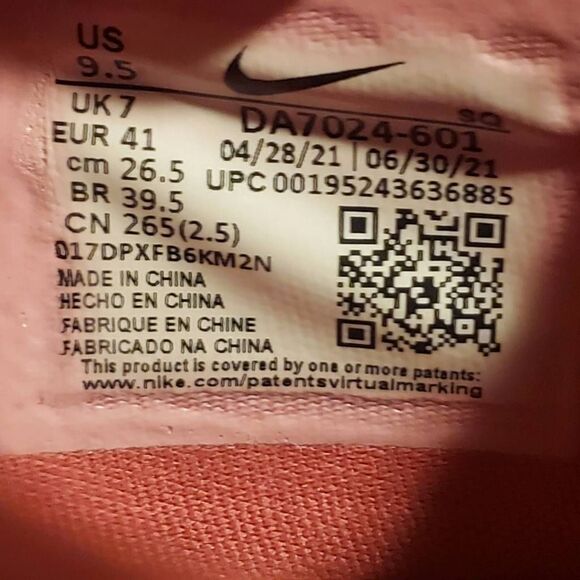 US
9.5
SQ
UK 7
DA7024-601
EUR 41
04/28/21 | 06/30/21
cm 26.5
UPC 00195243636885
BR 39.5
CN 265(2.5)
017DPXFB6KM2N
MADE IN CHINA
HECHO EN CHINA
FABRIQUE EN CHINE
FABRICADO NA CHINA
This product is covered by one or more patents:
www.nike.com/patentsvirtualmarking